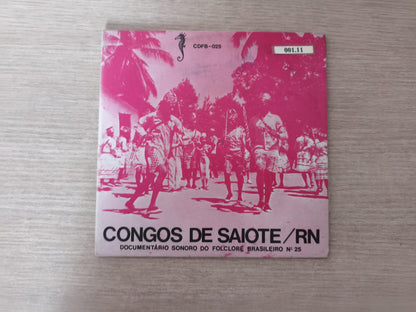 CDFB-025
001.11
CONGOS DE SAIOTE/RN
DOCUMENTÁRIO SONORO DO FOLCLORE BRASILEIRO Nº 25